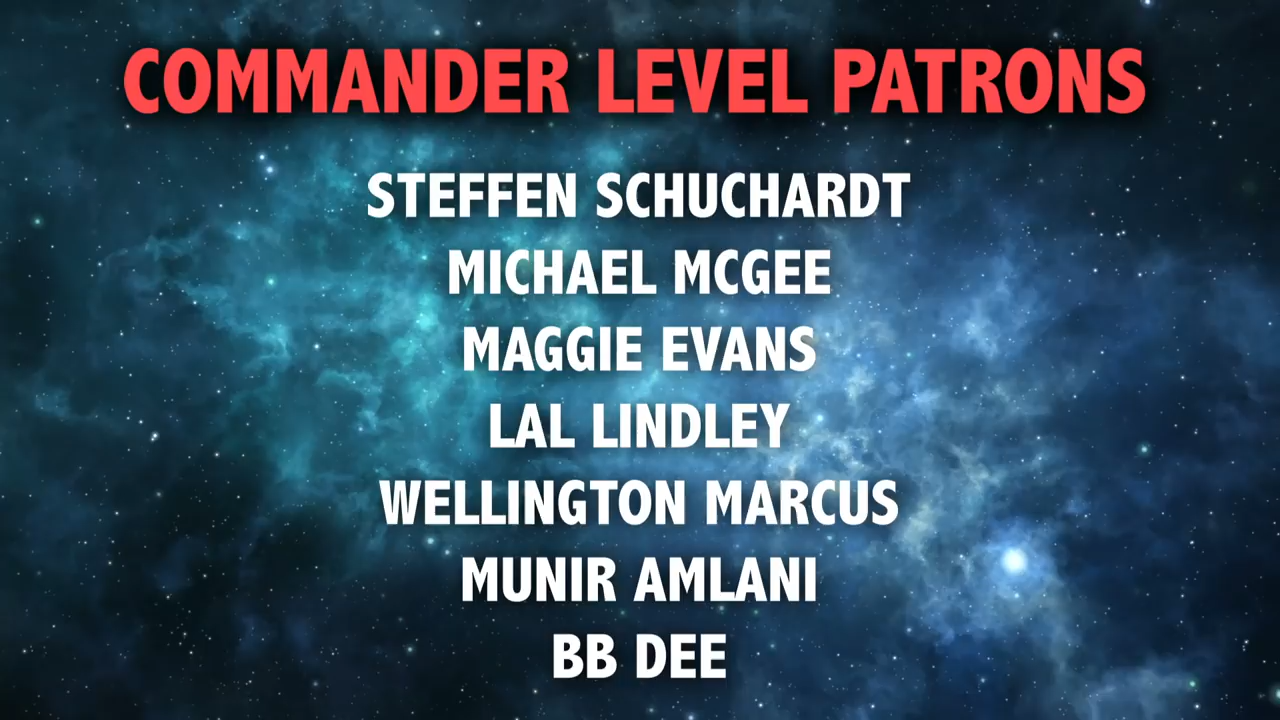 COMMANDER LEVEL PATRONS
STEFFEN SCHUCHARDT
MICHAEL MCGEE
MAGGIE EVANS
LAL LINDLEY
WELLINGTON MARCUS
MUNIR AMLANI
BB DEE